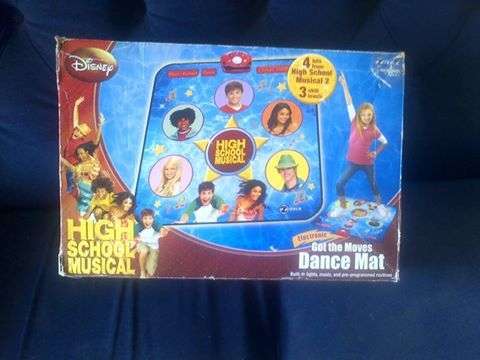 Disney
4 hits
from
High School
Musical 2
3 skill
levels
HIGH
SCHOOL
MUSICAL
HIGH
SCHOOL
MUSICAL
Electronic
Got the Moves
Dance Mat
Built in lights, music, and pre-programmed routines